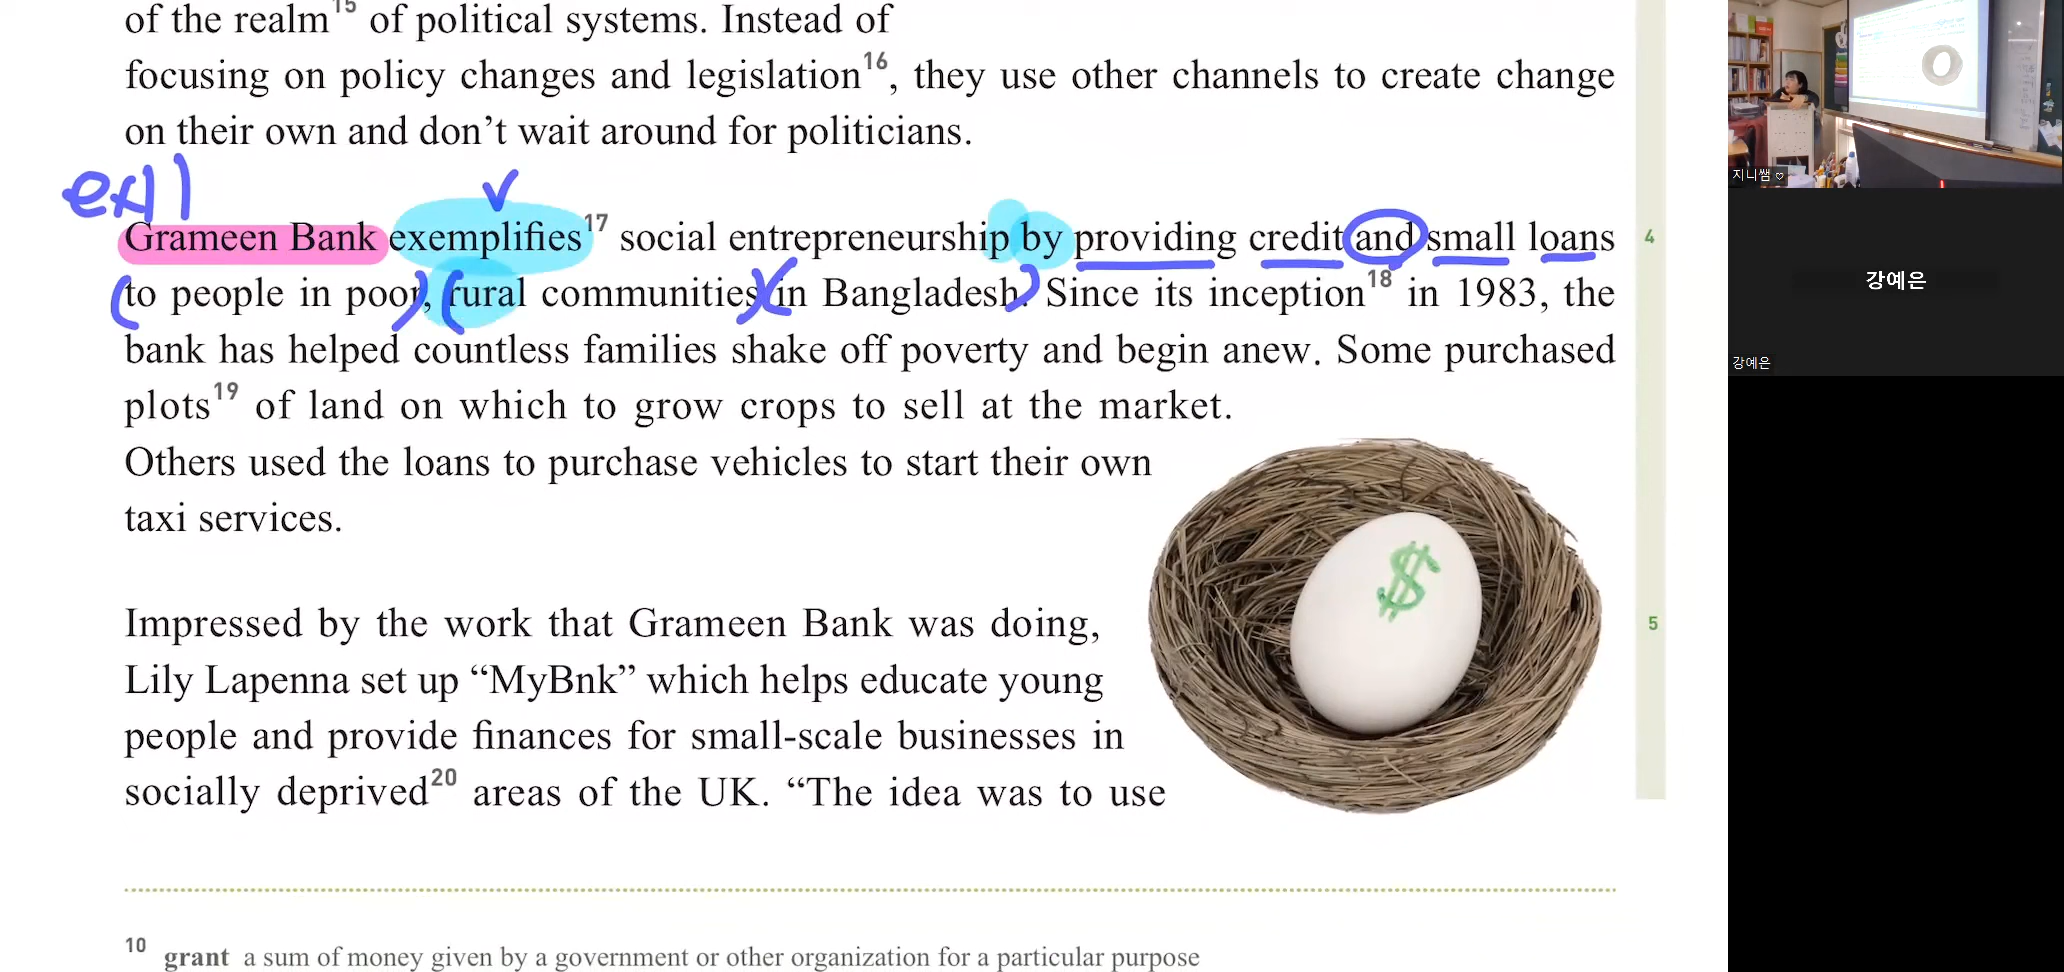 of the realm15 of political systems. Instead of
focusing on policy changes and legislation16, they use other channels to create change
on their own and don't wait around for politicians.
ex1)
Grameen Bank exemplifies17 social entrepreneurship by providing credit and small loans
4
to people in poor, rural communities in Bangladesh. Since its inception18 in 1983, the
bank has helped countless families shake off poverty and begin anew. Some purchased
plots19 of land on which to grow crops to sell at the market.
Others used the loans to purchase vehicles to start their own
taxi services.
$
Impressed by the work that Grameen Bank was doing,
5
Lily Lapenna set up “MyBnk” which helps educate young
people and provide finances for small-scale businesses in
socially deprived20 areas of the UK. “The idea was to use
10 grant a sum of money given by a government or other organization for a particular purpose
지니쌤 ♡
강예은
강예은